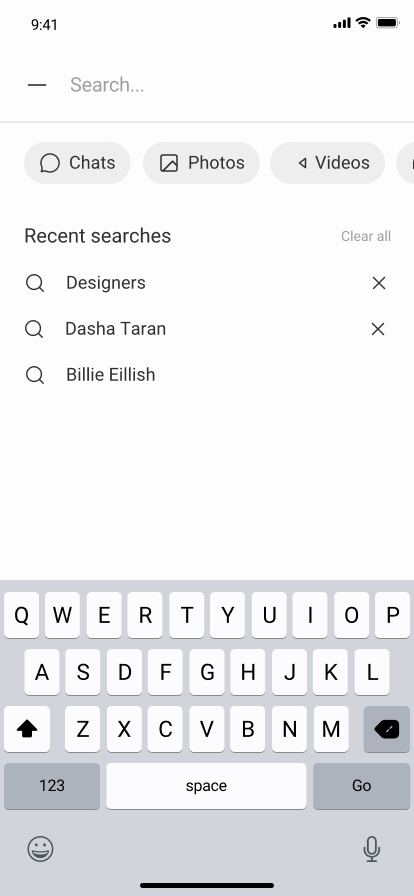 9:41
Search...
Chats Photos Videos
Recent searches Clear all
Designers
Dasha Taran
Billie Eillish
Q W E R T Y U I O P
A S D F G H J K L
Z X C V B N M
123 space Go